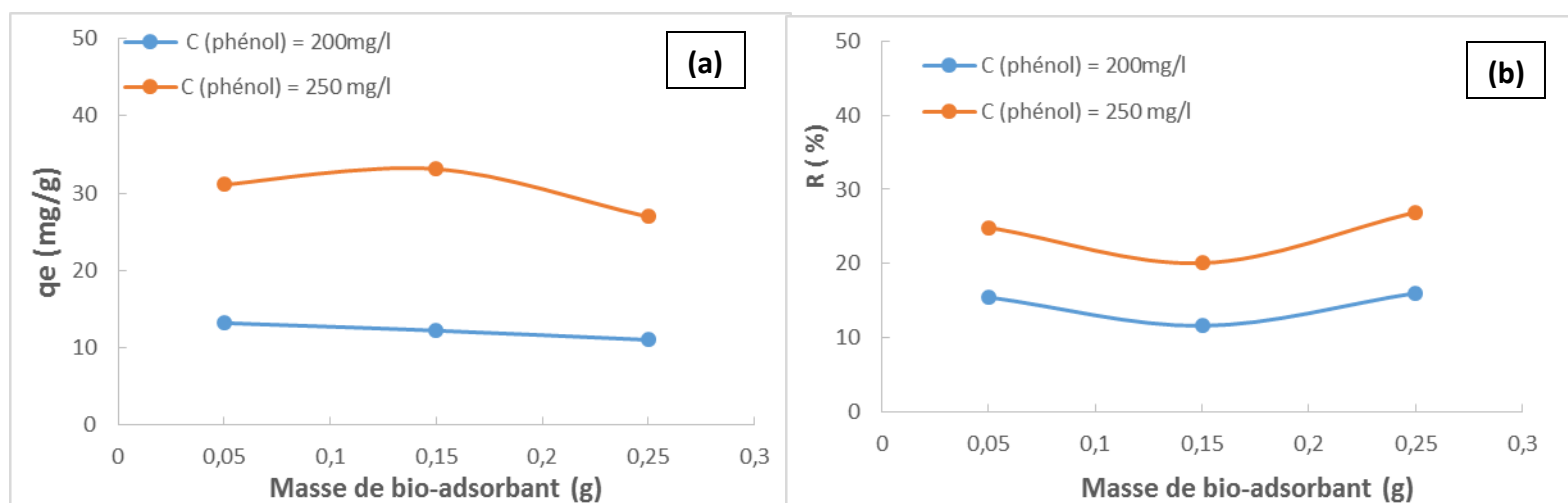 50
40
30
20
10
0
qe (mg/g)
C (phénol) = 200mg/l
C (phénol) = 250 mg/l
(a)
0
0,05
0,1
0,15
0,2
0,25
0,3
Masse de bio-adsorbant (g)
50
40
30
20
10
0
R ( %)
C (phénol) = 200mg/l
C (phénol) = 250 mg/l
(b)
0
0,05
0,1
0,15
0,2
0,25
0,3
Masse de bio-adsorbant (g)